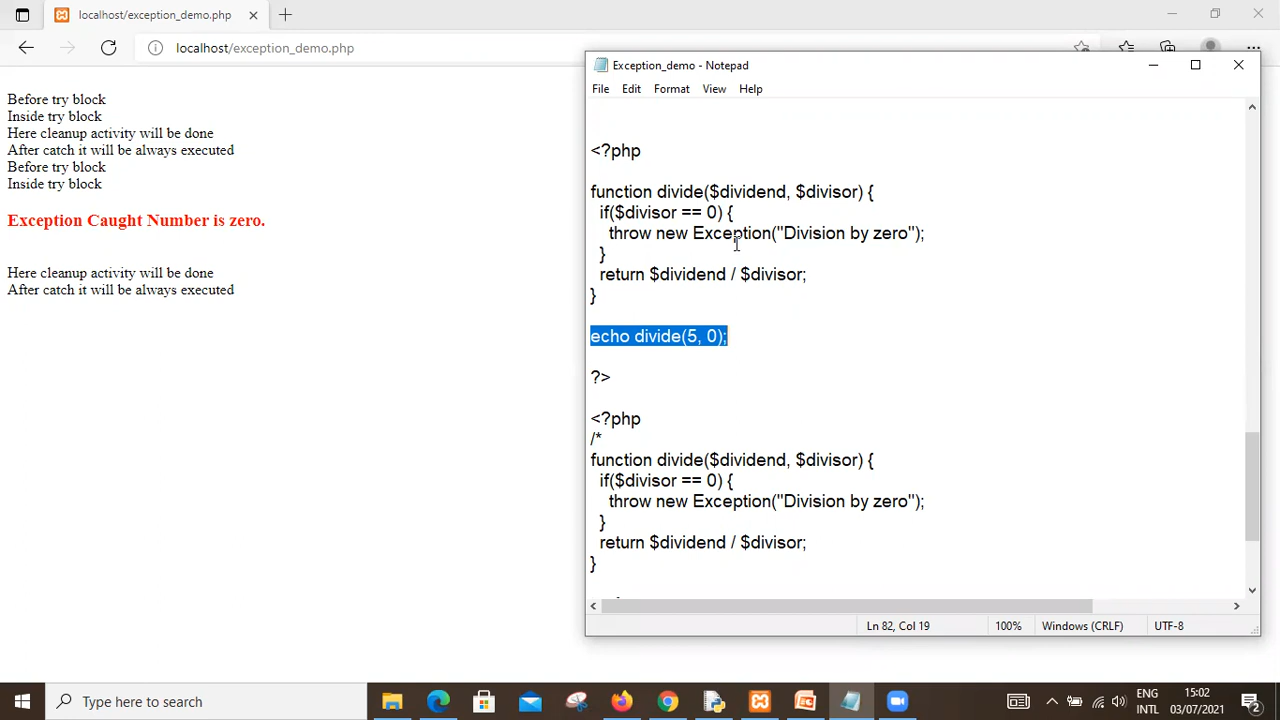 localhost/exception_demo.php
localhost/exception_demo.php
Before try block
Inside try block
Here cleanup activity will be done
After catch it will be always executed
Before try block
Inside try block
Exception Caught Number is zero.
Here cleanup activity will be done
After catch it will be always executed
Exception_demo - Notepad
File Edit Format View Help
<?php
function divide($dividend, $divisor) {
if($divisor == 0) {
throw new Exception("Division by zero");
}
return $dividend / $divisor;
}
echo divide(5, 0);
?>
<?php
/*
function divide($dividend, $divisor) {
if($divisor == 0) {
throw new Exception("Division by zero");
}
return $dividend / $divisor;
}
Ln 82, Col 19 100% Windows (CRLF) UTF-8
Type here to search
ENG
INTL
15:02
03/07/2021
2